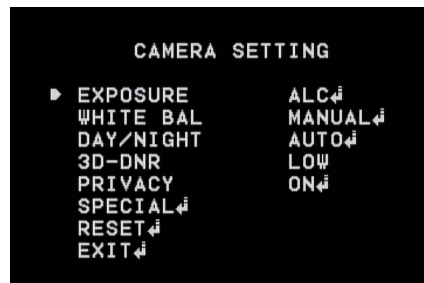 CAMERA SETTING
EXPOSURE ALC↲
WHITE BAL MANUAL↲
DAY/NIGHT AUTO↲
3D-DNR LOW
PRIVACY ON↲
SPECIAL↲
RESET↲
EXIT↲